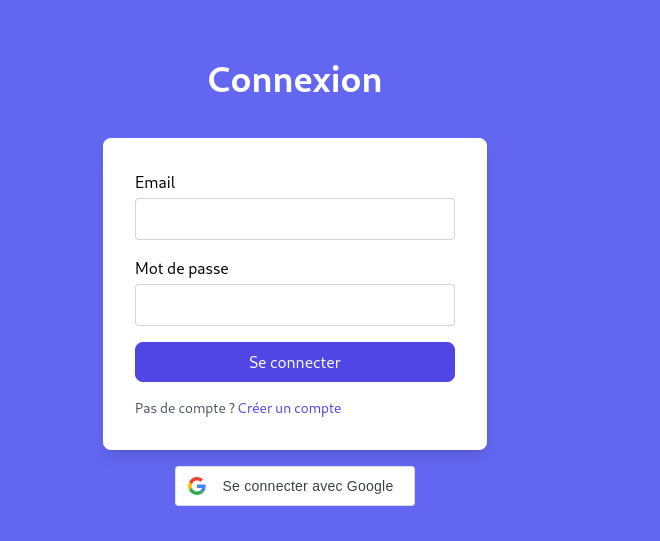 Connexion
Email
Mot de passe
Se connecter
Pas de compte ? Créer un compte
Se connecter avec Google